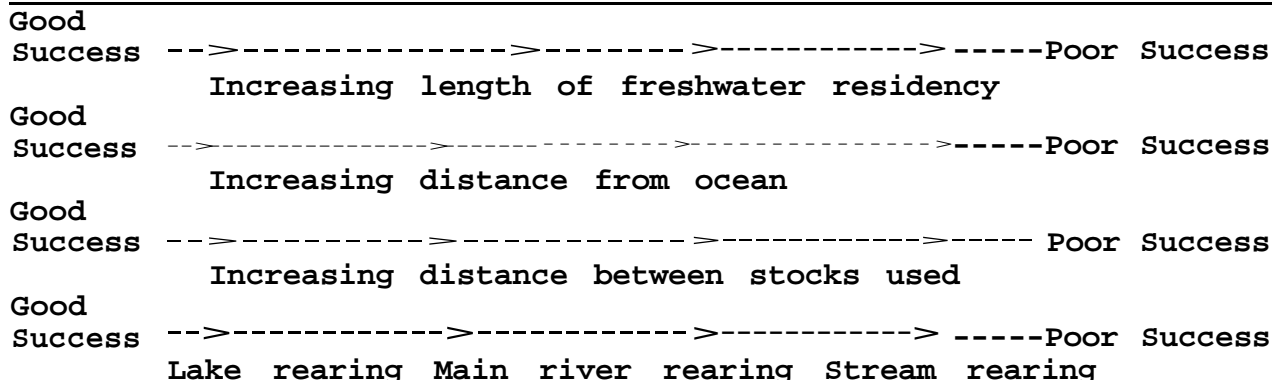 Good
Success -->----------------->--------->------------>-----Poor Success
Increasing length of freshwater residency
Good
Success -->-------------->--------------->--------------->-----Poor Success
Increasing distance from ocean
Good
Success -->------------->--------------->------------->----- Poor Success
Increasing distance between stocks used
Good
Success -->-------------->-------------->------------->-----Poor Success
Lake rearing Main river rearing Stream rearing